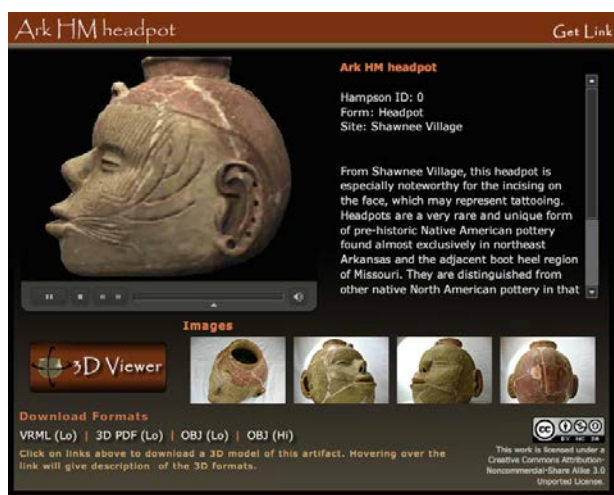 Ark HM headpot
Get Link
Ark HM headpot
Hampson ID: 0
Form: Headpot
Site: Shawnee Village
From Shawnee Village, this headpot is
especially noteworthy for the incising on
the face, which may represent tattooing.
Headpots are a very rare and unique form
of pre-historic Native American pottery
found almost exclusively in northeast
Arkansas and the adjacent boot heel region
of Missouri. They are distinguished from
other native North American pottery in that
Images
3D Viewer
Download Formats
VRML (Lo) | 3D PDF (Lo) | OBJ (Lo) | OBJ (Hi)
Click on links above to download a 3D model of this artifact. Hovering over the
link will give description of the 3D formats.
CC
BY NC SA
This work is licensed under a
Creative Commons Attribution-
Noncommercial-Share Alike 3.0
Unported License.